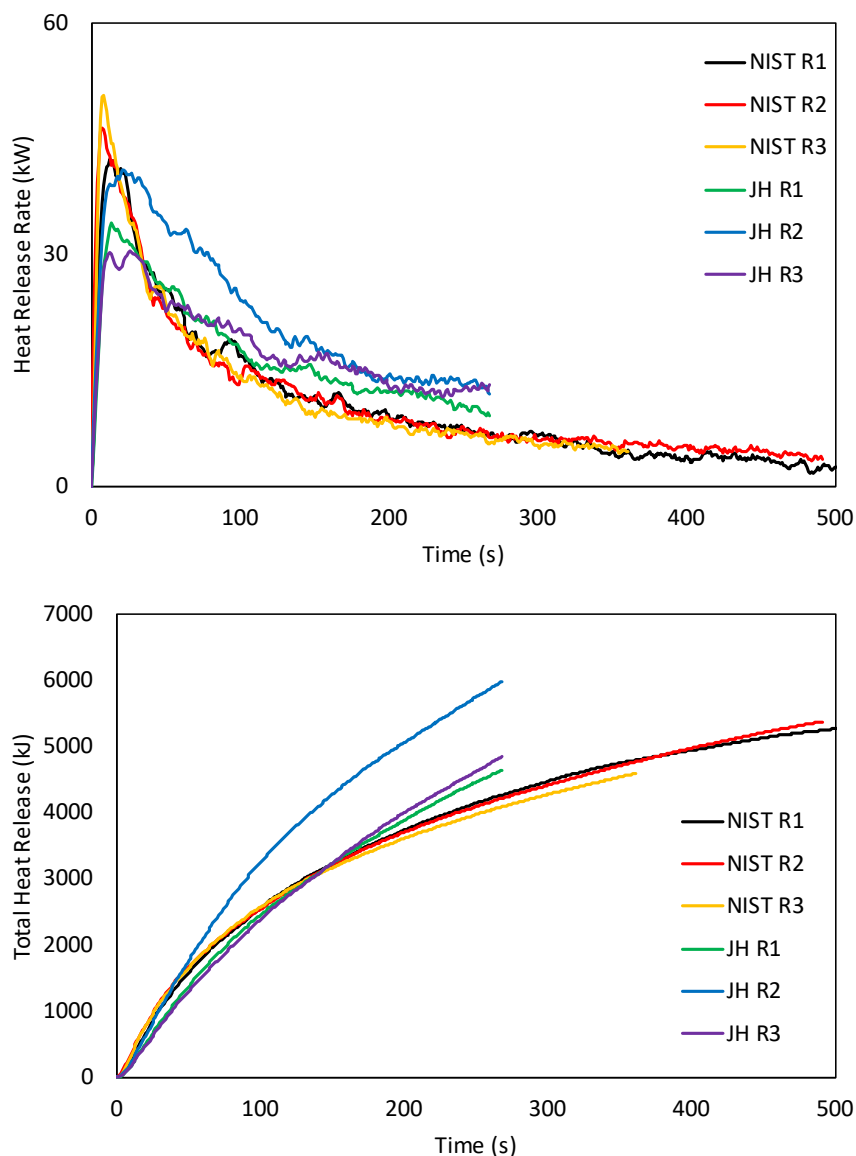 60
30
0
Heat Release Rate (kW)
NIST R1
NIST R2
NIST R3
JH R1
JH R2
JH R3
0 100 200 300 400 500
Time (s)
7000
6000
5000
4000
3000
2000
1000
0
Total Heat Release (kJ)
NIST R1
NIST R2
NIST R3
JH R1
JH R2
JH R3
0 100 200 300 400 500
Time (s)